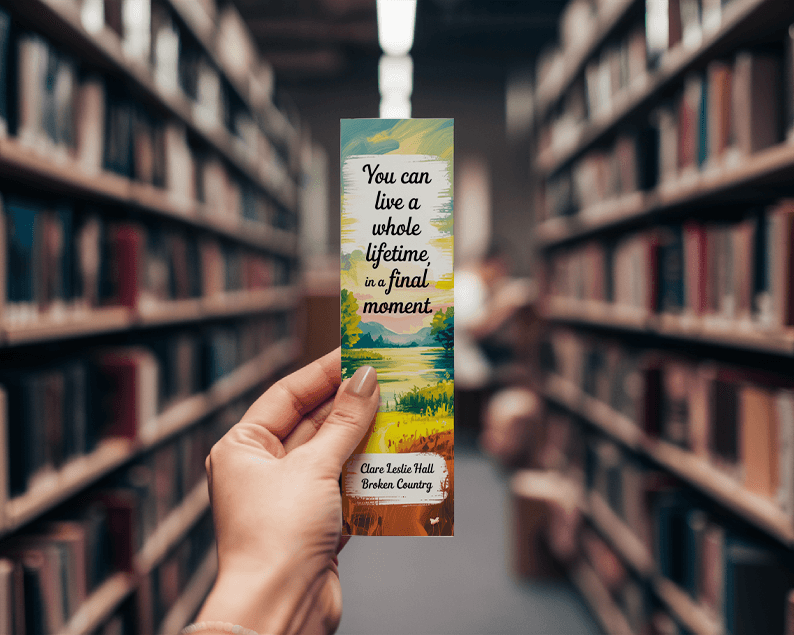 You can
live a
whole
lifetime,
in a final
moment.
Clare Leslie Hall
Broken Country